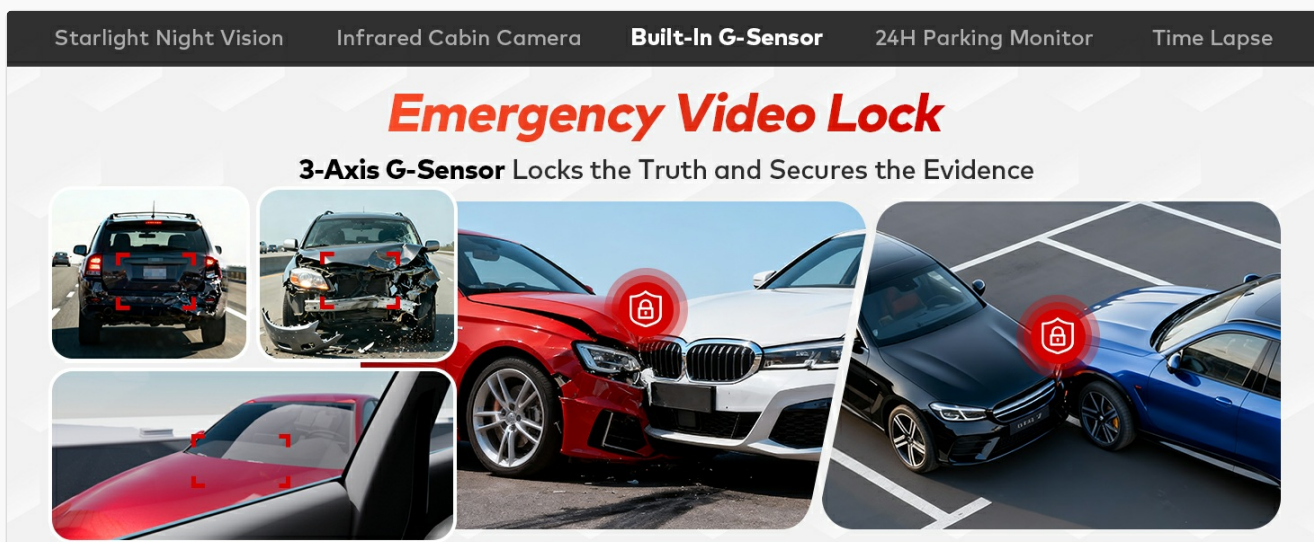 Starlight Night Vision Infrared Cabin Camera Built-In G-Sensor 24H Parking Monitor Time Lapse
Emergency Video Lock
3-Axis G-Sensor Locks the Truth and Secures the Evidence